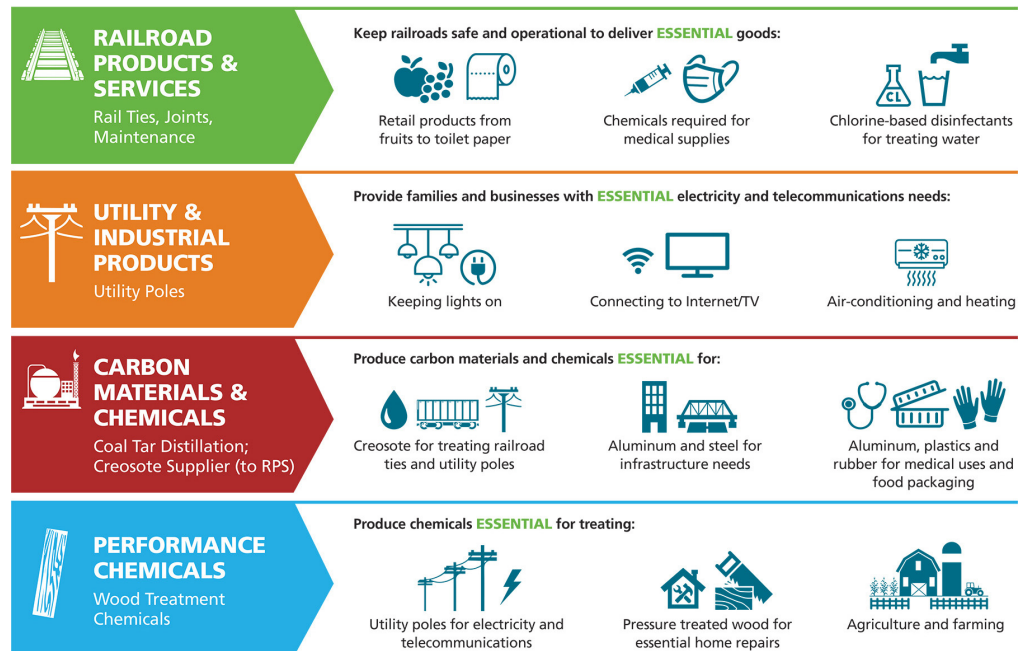 RAILROAD
PRODUCTS &
SERVICES
Rail Ties, Joints,
Maintenance
Keep railroads safe and operational to deliver ESSENTIAL goods:
Retail products from
fruits to toilet paper
Chemicals required for
medical supplies
CL
Chlorine-based disinfectants
for treating water
UTILITY &
INDUSTRIAL
PRODUCTS
Utility Poles
Provide families and businesses with ESSENTIAL electricity and telecommunications needs:
Keeping lights on
Connecting to Internet/TV
Air-conditioning and heating
CARBON
MATERIALS &
CHEMICALS
Coal Tar Distillation;
Creosote Supplier (to RPS)
Produce carbon materials and chemicals ESSENTIAL for:
Creosote for treating railroad
ties and utility poles
Aluminum and steel for
infrastructure needs
Aluminum, plastics and
rubber for medical uses and
food packaging
PERFORMANCE
CHEMICALS
Wood Treatment
Chemicals
Produce chemicals ESSENTIAL for treating:
Utility poles for electricity and
telecommunications
Pressure treated wood for
essential home repairs
Agriculture and farming